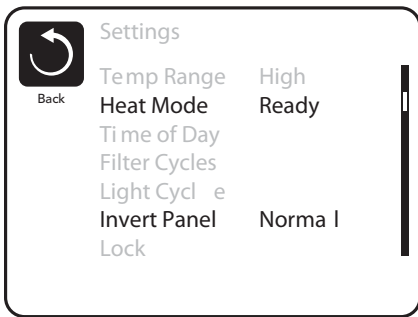 Settings
Back
Temp Range High
Heat Mode Ready
Time of Day
Filter Cycles
Light Cycle
Invert Panel Normal
Lock